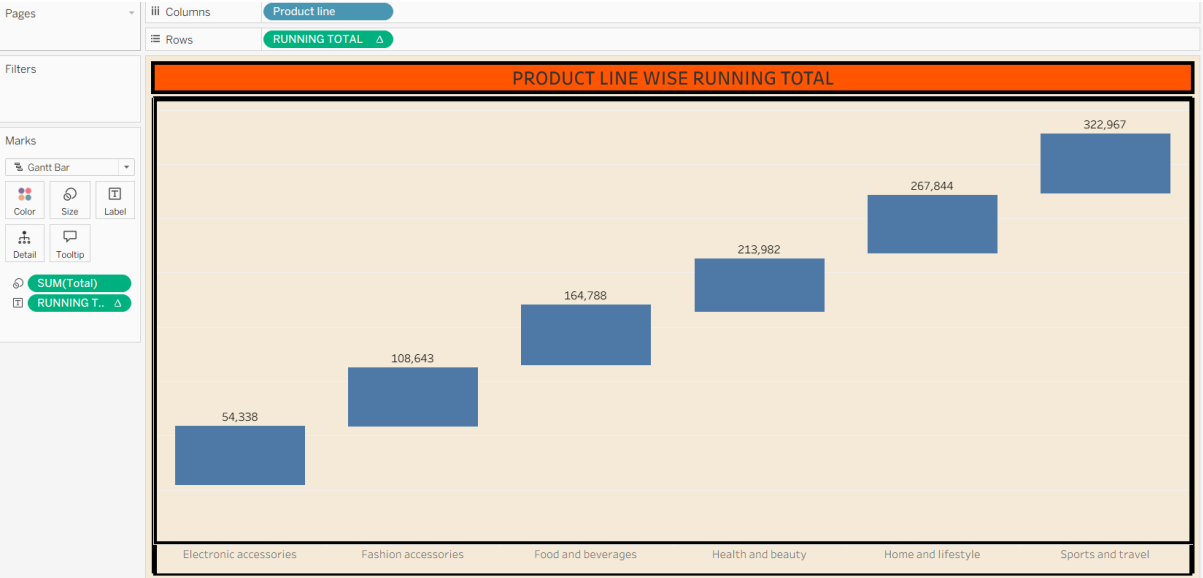 Pages
Columns
Product line
Rows
RUNNING TOTAL Δ
Filters
Marks
Gantt Bar
Color
Size
Label
Detail
Tooltip
SUM(Total)
RUNNING T.. Δ
PRODUCT LINE WISE RUNNING TOTAL
322,967
267,844
213,982
164,788
108,643
54,338
Electronic accessories
Fashion accessories
Food and beverages
Health and beauty
Home and lifestyle
Sports and travel